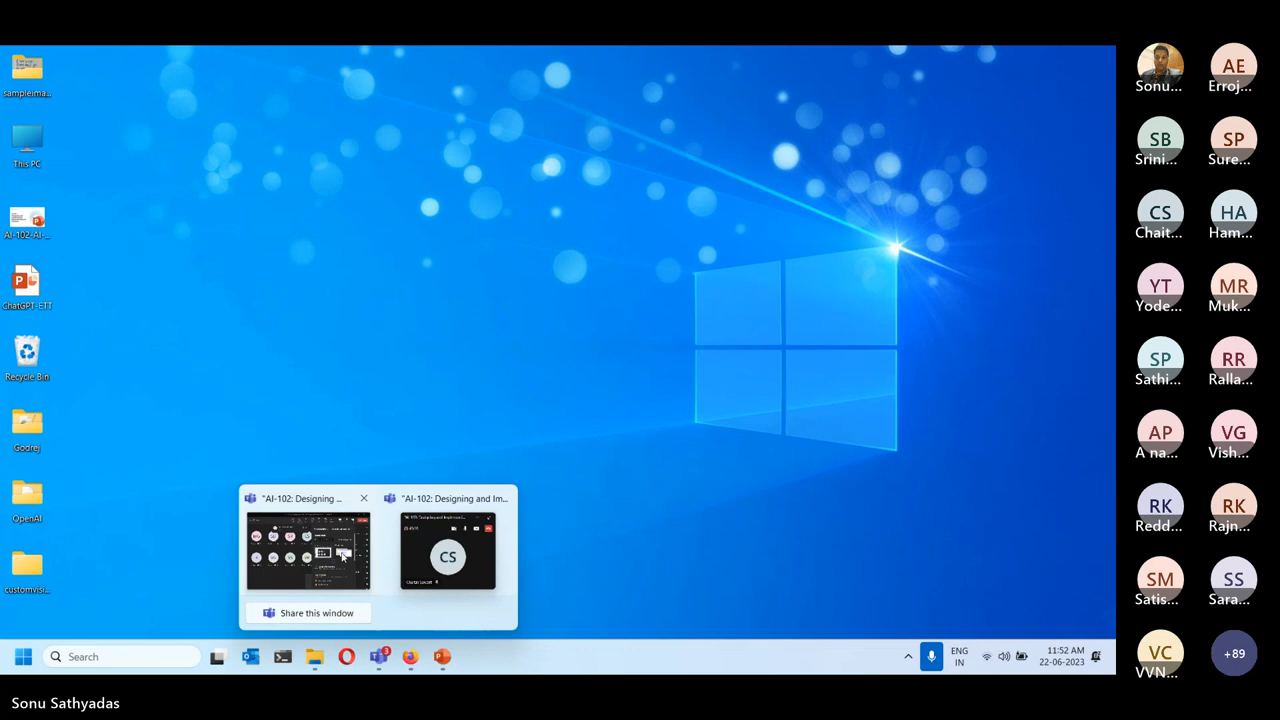 sampleima...
This PC
AI-102-AI-...
ChatGPT-ETT
Recycle Bin
Godrej
OpenAI
customvisi...
"AI-102: Designing ...
"AI-102: Designing and Im...
CS
Share this window
Search
3
ENG
IN
11:52 AM
22-06-2023
Sonu...
AE
Erroj...
SB
Srini...
SP
Sure...
CS
Chait...
HA
Ham...
YT
Yode...
MR
Muk...
SP
Sathi...
RR
Ralla...
AP
A na...
VG
Vish...
RK
Redd...
RK
Rajn...
SM
Satis...
SS
Sara...
VC
VVN...
+89
Sonu Sathyadas